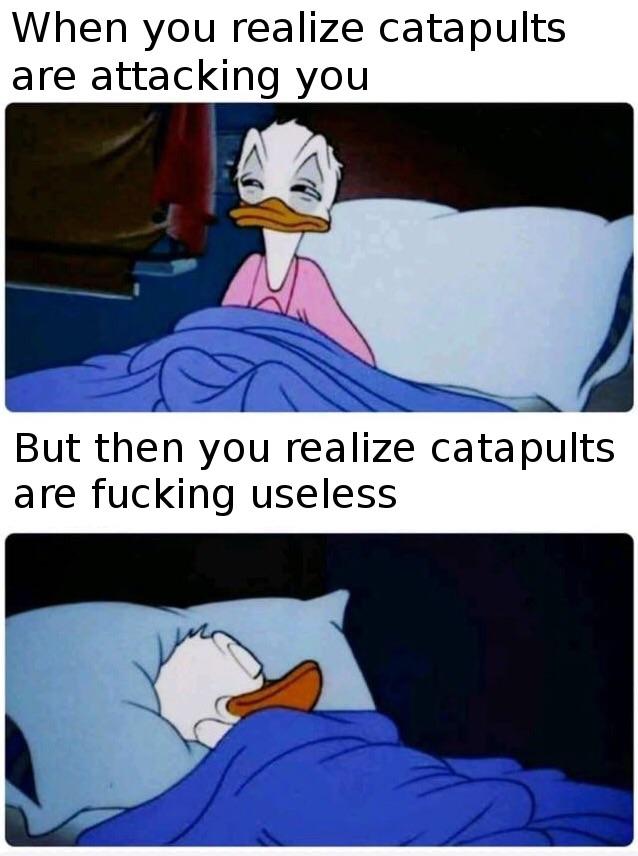 When you realize catapults
are attacking you
But then you realize catapults
are fucking useless